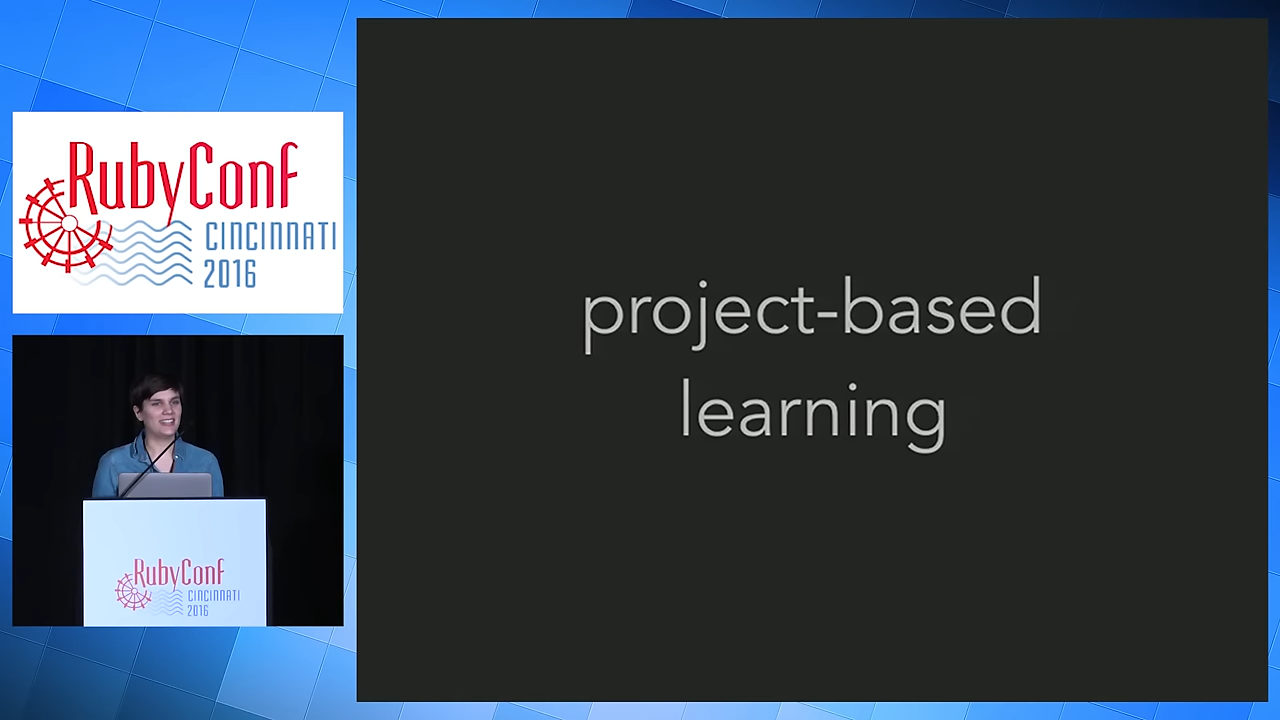 RubyConf
CINCINNATI
2016
project-based
learning
RubyConf
CINCINNATI
2016